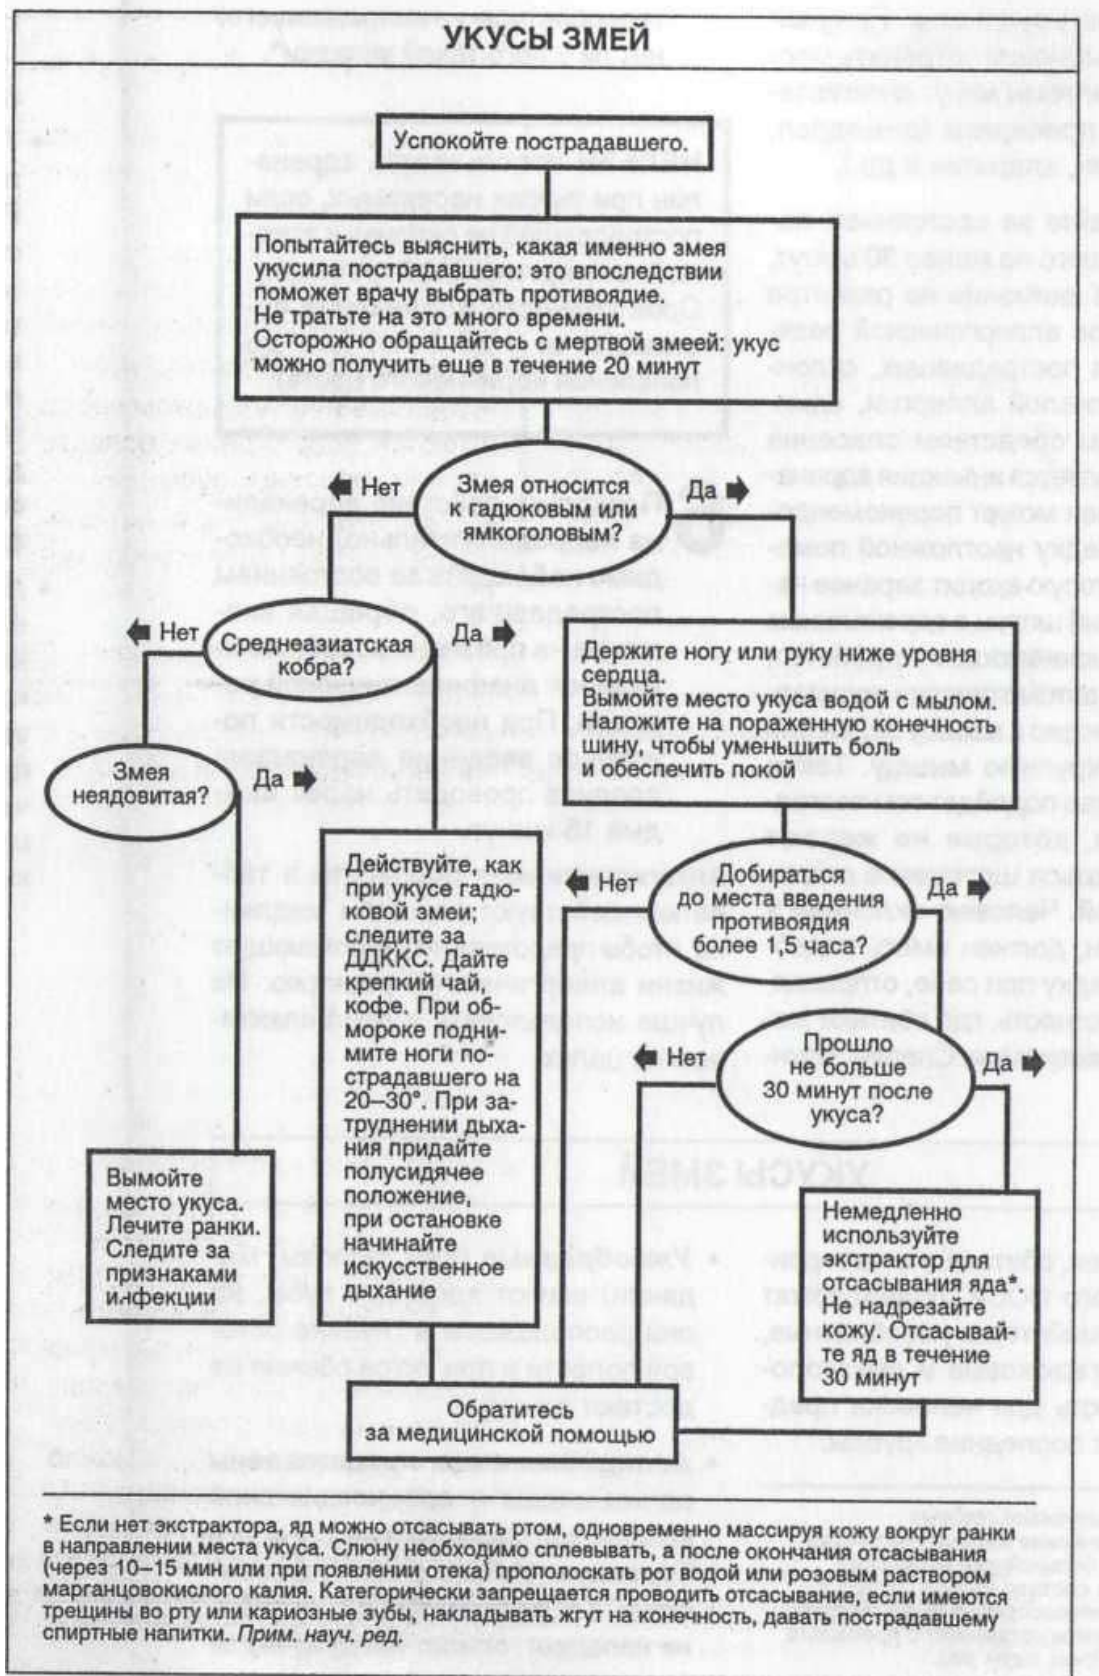 УКУСЫ ЗМЕЙ
Успокойте пострадавшего.
Попытайтесь выяснить, какая именно змея
укусила пострадавшего: это впоследствии
поможет врачу выбрать противоядие.
Не тратьте на это много времени.
Осторожно обращайтесь с мертвой змеей: укус
можно получить еще в течение 20 минут
Нет
Змея относится
к гадюковым или
ямкоголовым?
Да
Нет
Среднеазиатская
кобра?
Да
Держите ногу или руку ниже уровня
сердца.
Вымойте место укуса водой с мылом.
Наложите на пораженную конечность
шину, чтобы уменьшить боль
и обеспечить покой
Змея
неядовитая?
Да
Действуйте, как
при укусе гадю-
ковой змеи;
следите за
ДДККС. Дайте
крепкий чай,
кофе. При об-
мороке подни-
мите ноги по-
страдавшего на
20–30°. При за-
труднении дыха-
ния придайте
полусидячее
положение,
при остановке
начинайте
искусственное
дыхание
Нет
Добираться
до места введения
противоядия
более 1,5 часа?
Да
Нет
Прошло
не больше
30 минут после
укуса?
Да
Вымойте
место укуса.
Лечите ранки.
Следите за
признаками
инфекции
Немедленно
используйте
экстрактор для
отсасывания яда*
Не надрезайте
кожу. Отсасывай-
те яд в течение
30 минут
Обратитесь
за медицинской помощью
* Если нет экстрактора, яд можно отсасывать ртом, одновременно массируя кожу вокруг ранки
в направлении места укуса. Слюну необходимо сплевывать, а после окончания отсасывания
(через 10–15 мин или при появлении отека) прополоскать рот водой или розовым раствором
марганцовокислого калия. Категорически запрещается проводить отсасывание, если имеются
трещины во рту или кариозные зубы, накладывать жгут на конечность, давать пострадавшему
спиртные налитки. Прим. науч. ред.